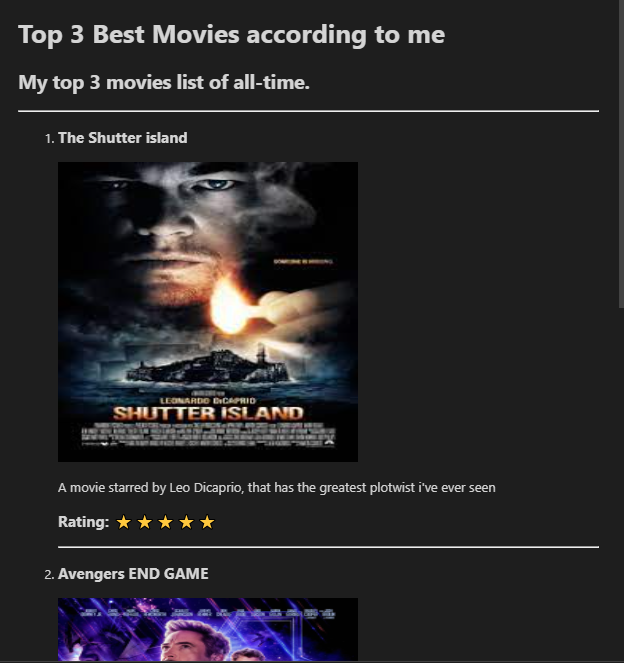 Top 3 Best Movies according to me
My top 3 movies list of all-time.
1. The Shutter island
SOMEONE IS MISSING.
LEONARDO DiCAPRIO
SHUTTER ISLAND
A movie starred by Leo Dicaprio, that has the greatest plotwist i've ever seen
Rating: ★ ★ ★ ★ ★
2. Avengers END GAME